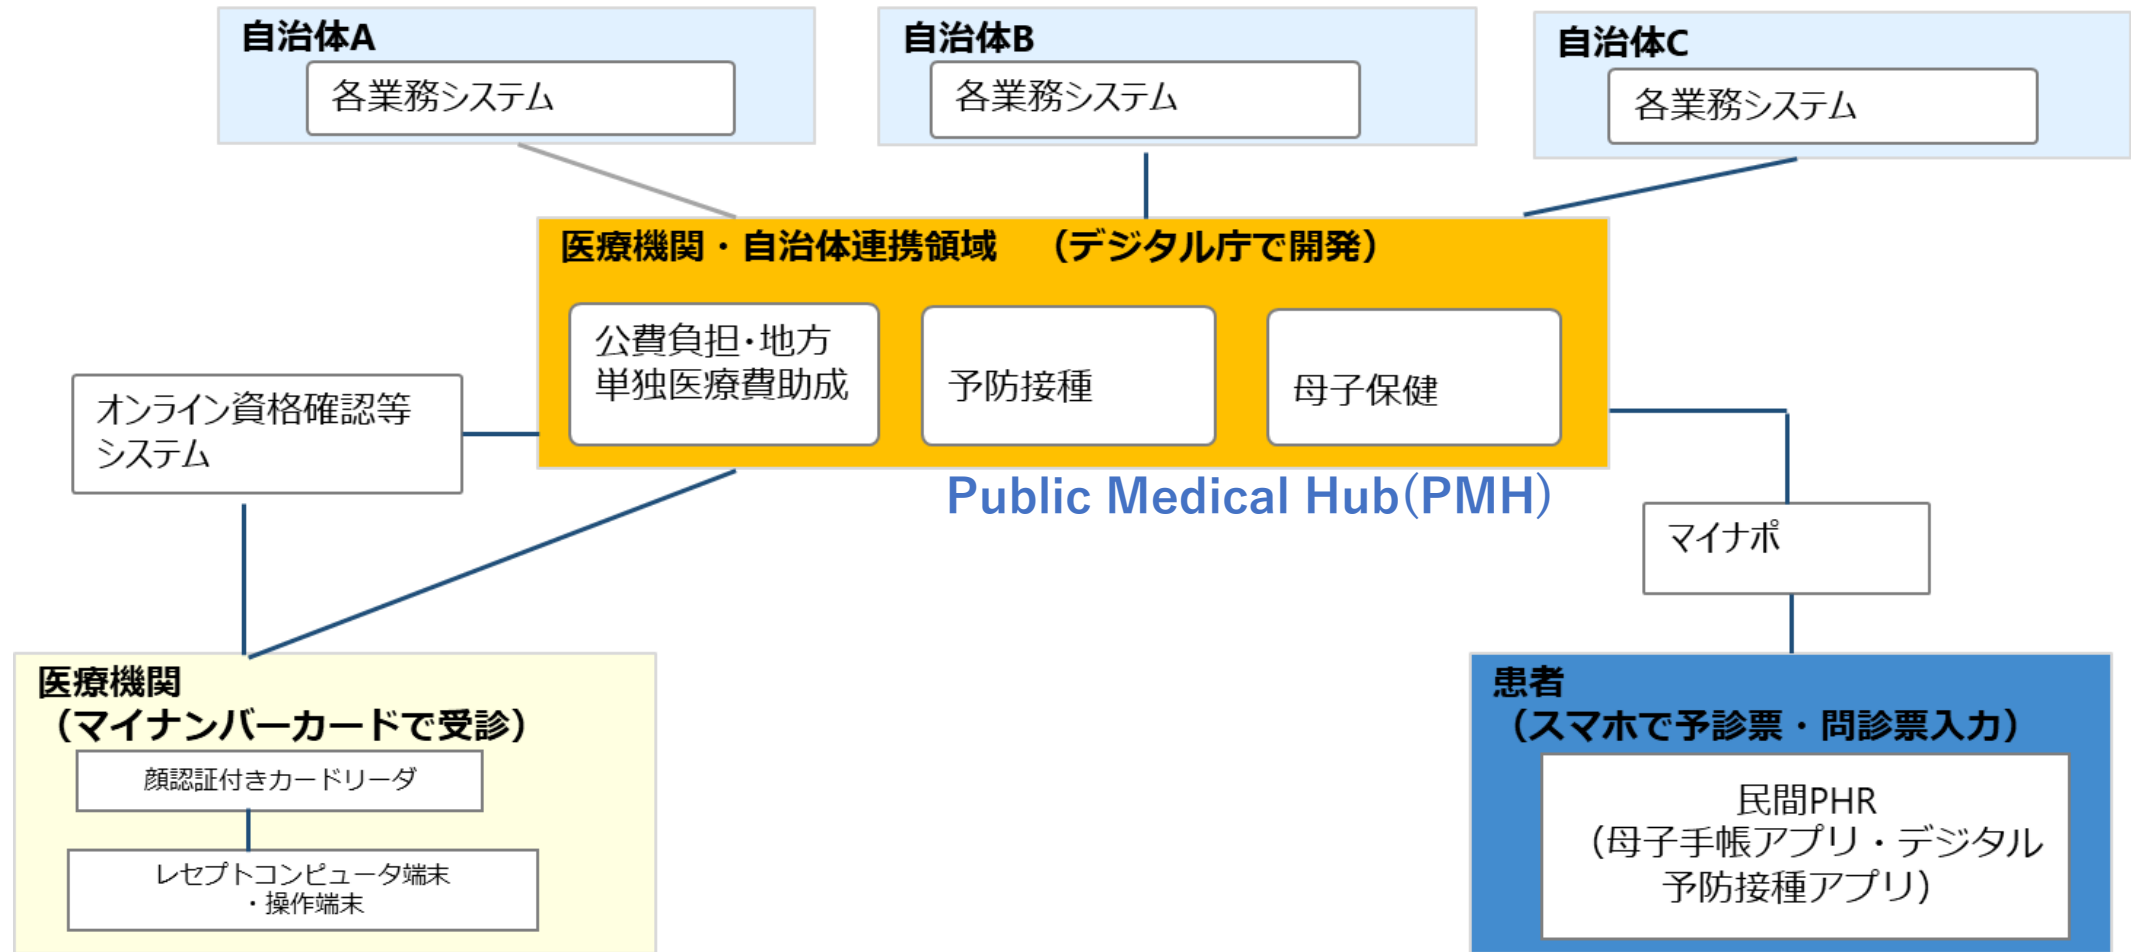 自治体A
各業務システム
自治体B
各業務システム
自治体C
各業務システム
医療機関・自治体連携領域　（デジタル庁で開発）
公費負担・地方
単独医療費助成
予防接種
母子保健
オンライン資格確認等
システム
Public Medical Hub(PMH)
マイナポ
医療機関
（マイナンバーカードで受診）
顔認証付きカードリーダ
レセプトコンピュータ端末
・操作端末
患者
（スマホで予診票・問診票入力）
民間PHR
（母子手帳アプリ・デジタル
予防接種アプリ）